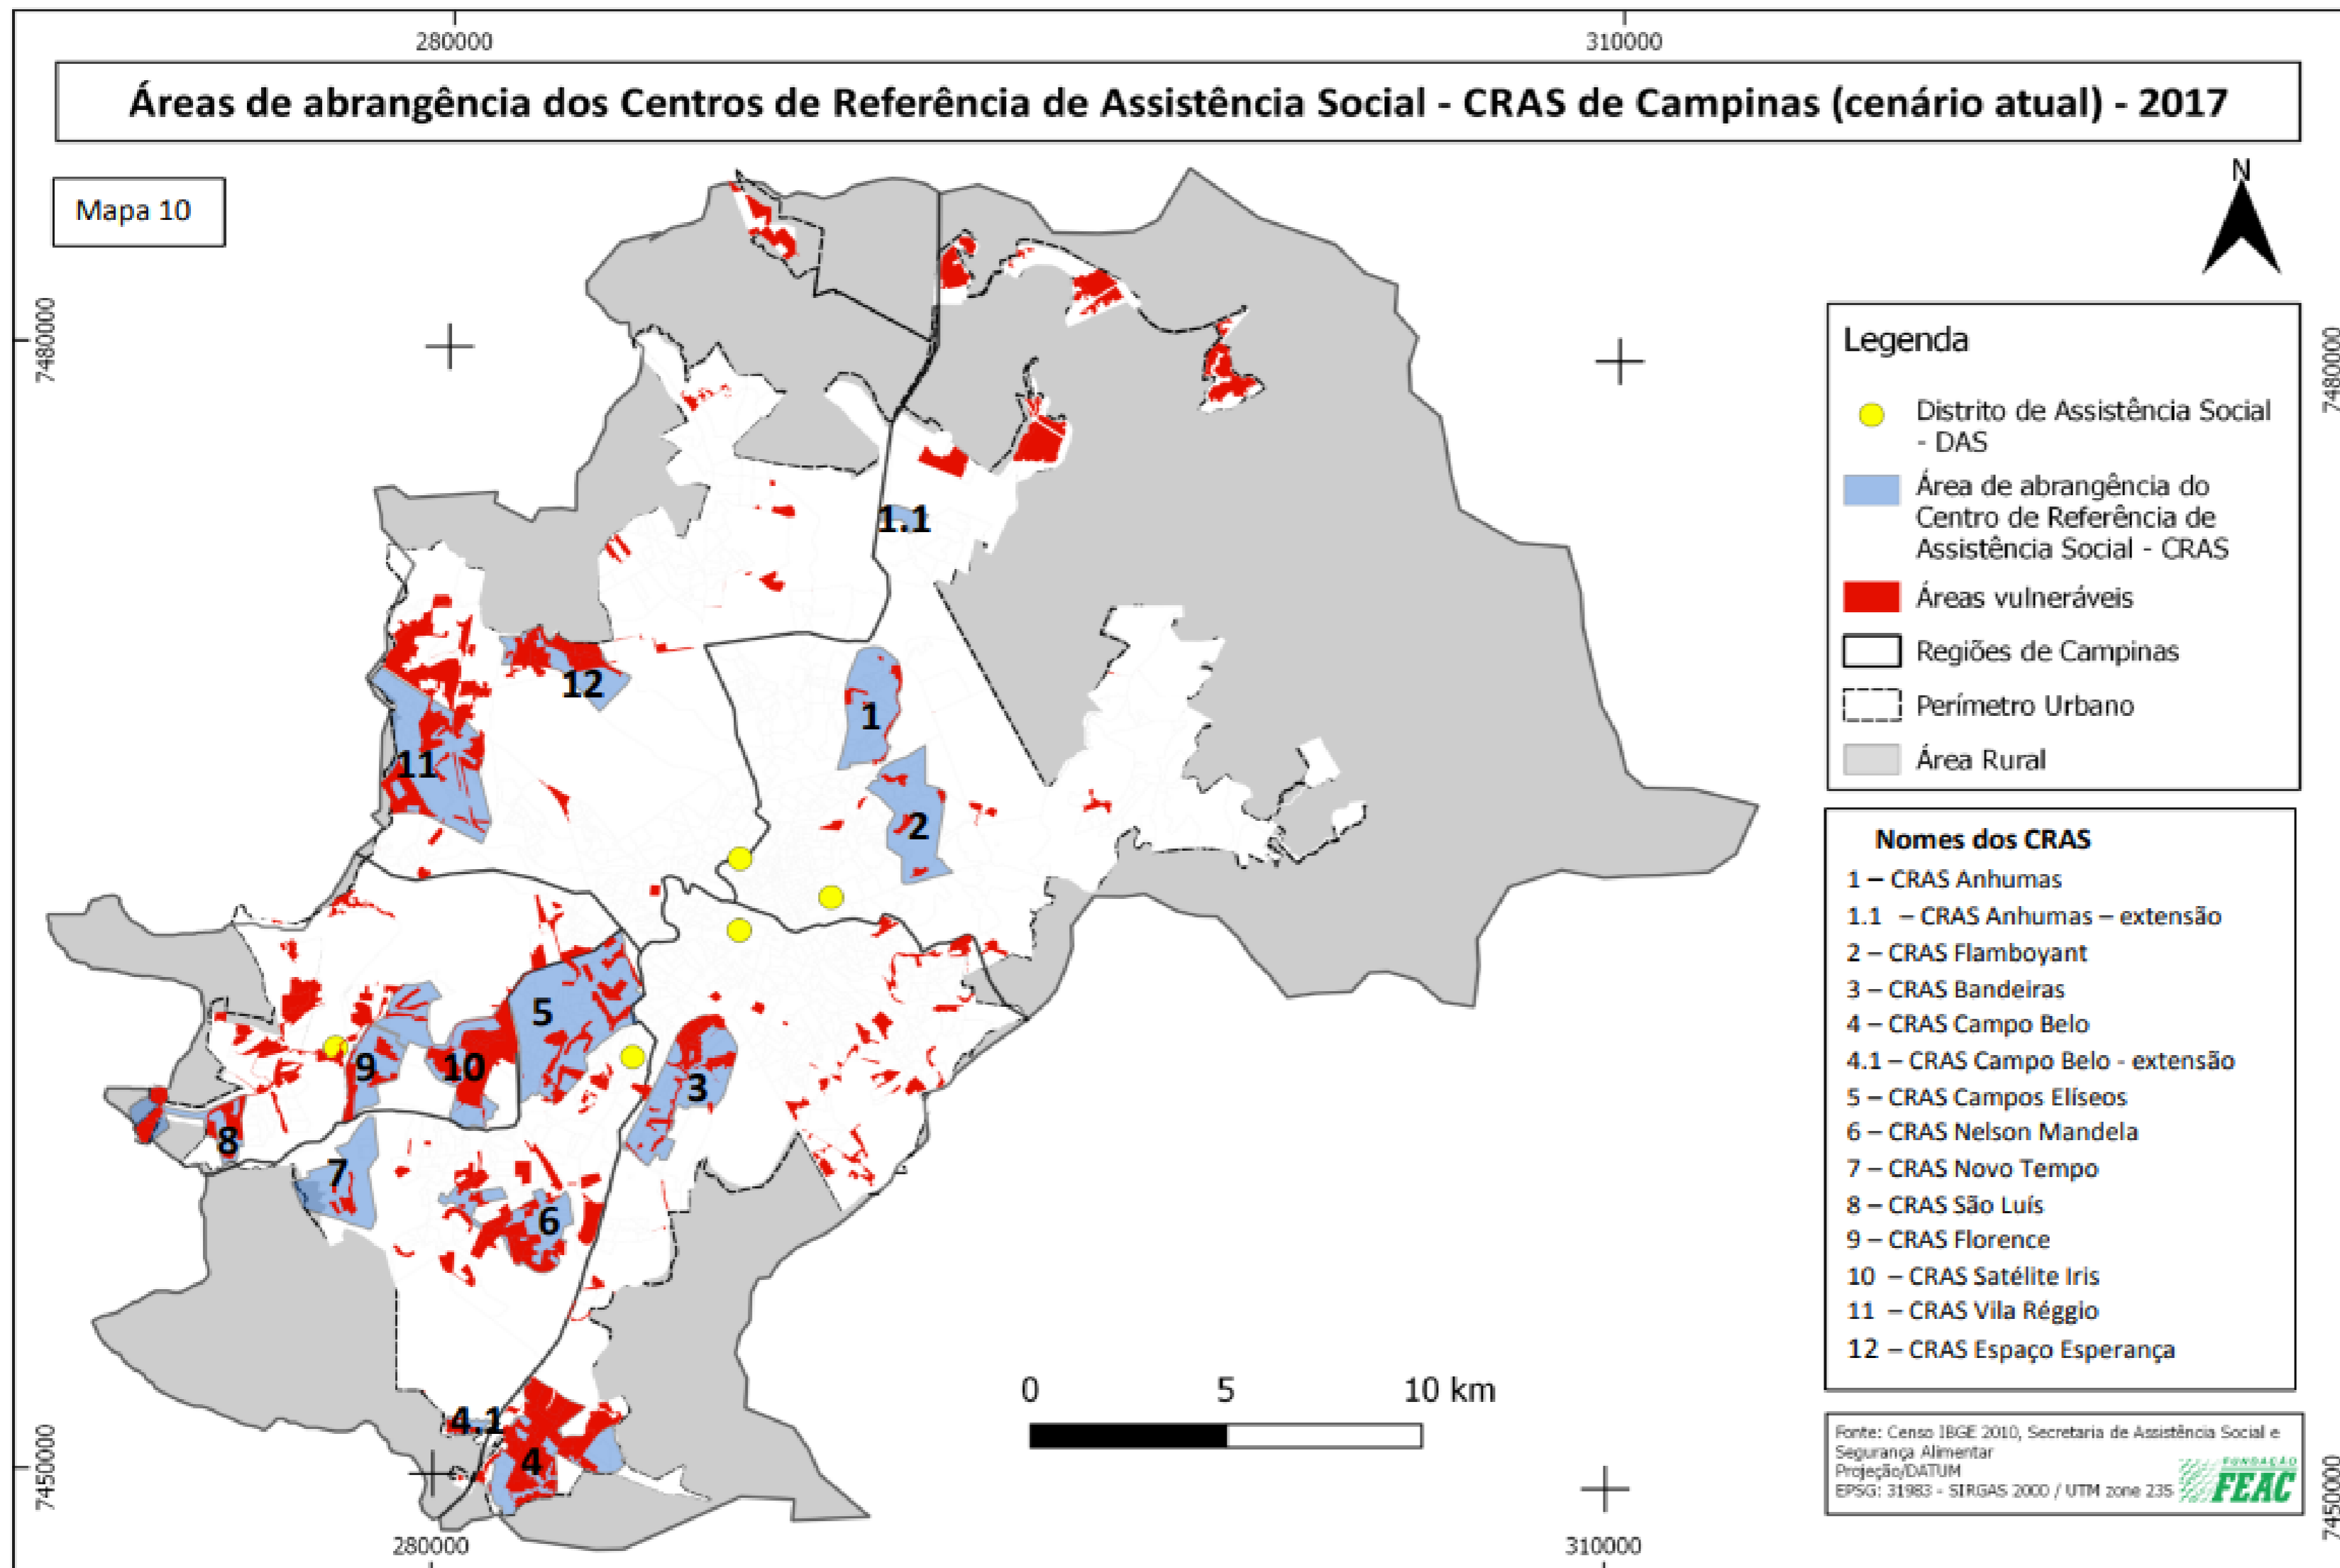 280000
310000
Áreas de abrangência dos Centros de Referência de Assistência Social - CRAS de Campinas (cenário atual) - 2017
Mapa 10
N
7480000
7480000
Legenda
Distrito de Assistência Social
- DAS
Área de abrangência do
Centro de Referência de
Assistência Social - CRAS
Áreas vulneráveis
Regiões de Campinas
Perímetro Urbano
Área Rural
1.1
12
1
11
2
5
9
10
3
8
7
6
4.1
4
Nomes dos CRAS
1 – CRAS Anhumas
1.1 – CRAS Anhumas – extensão
2 – CRAS Flamboyant
3 – CRAS Bandeiras
4 – CRAS Campo Belo
4.1 – CRAS Campo Belo - extensão
5 – CRAS Campos Elíseos
6 – CRAS Nelson Mandela
7 – CRAS Novo Tempo
8 – CRAS São Luís
9 – CRAS Florence
10 – CRAS Satélite Iris
11 – CRAS Vila Réggio
12 – CRAS Espaço Esperança
0 5 10 km
Fonte: Censo IBGE 2010, Secretaria de Assistência Social e
Segurança Alimentar
Projeção/DATUM
EPSG: 31983 - SIRGAS 2000 / UTM zone 23S
FUNDAÇÃO
FEAC
7450000
7450000
280000
310000